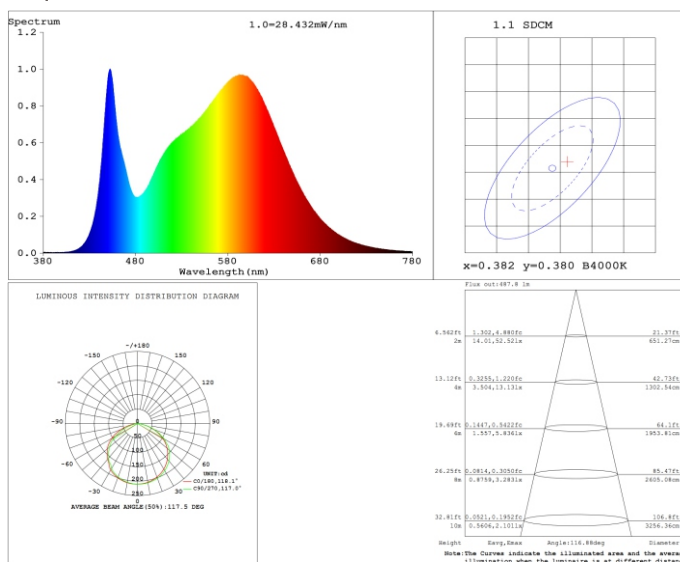 Spectrum
1.0=28.432mW/nm
1.2
1.0
0.8
0.6
0.4
0.2
0.0
380 480 580 680 780
Wavelength(nm)
1.1 SDCM
x=0.382 y=0.380 B4000K
LUMINOUS INTENSITY DISTRIBUTION DIAGRAM
-/+180
-150 150
-120 120
-90 90
-60 60
-30 30
0
0
50
100
150
200
250
UNIT:cd
C0/180,118.1°
C90/270,117.0°
AVERAGE BEAM ANGLE(50%):117.5 DEG
Flux out:487.8 lm
6.562ft 1.302,4.880fc 21.37ft
2m 14.01,52.52lx 651.27cm
13.12ft 0.3255,1.220fc 42.73ft
4m 3.504,13.13lx 1302.54cm
19.69ft 0.1447,0.5422fc 64.1ft
6m 1.557,5.836lx 1953.81cm
26.25ft 0.0814,0.3050fc 85.47ft
8m 0.8759,3.283lx 2605.08cm
32.81ft 0.0521,0.1952fc 106.8ft
10m 0.5606,2.101lx 3256.36cm
Height Eavg,Emax Angle:116.88deg Diameter
Note:The Curves indicate the illuminated area and the avera
illumination when the luminaire is at different distan